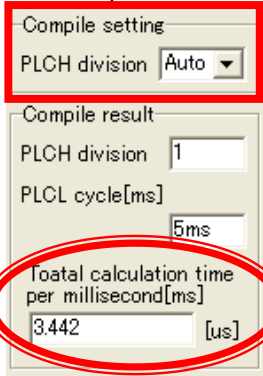 Compile setting
PLCH division Auto
Compile result
PLCH division 1
PLCL cycle[ms]
5ms
Toatal calculation time
per millisecond[ms]
3.442 [us]